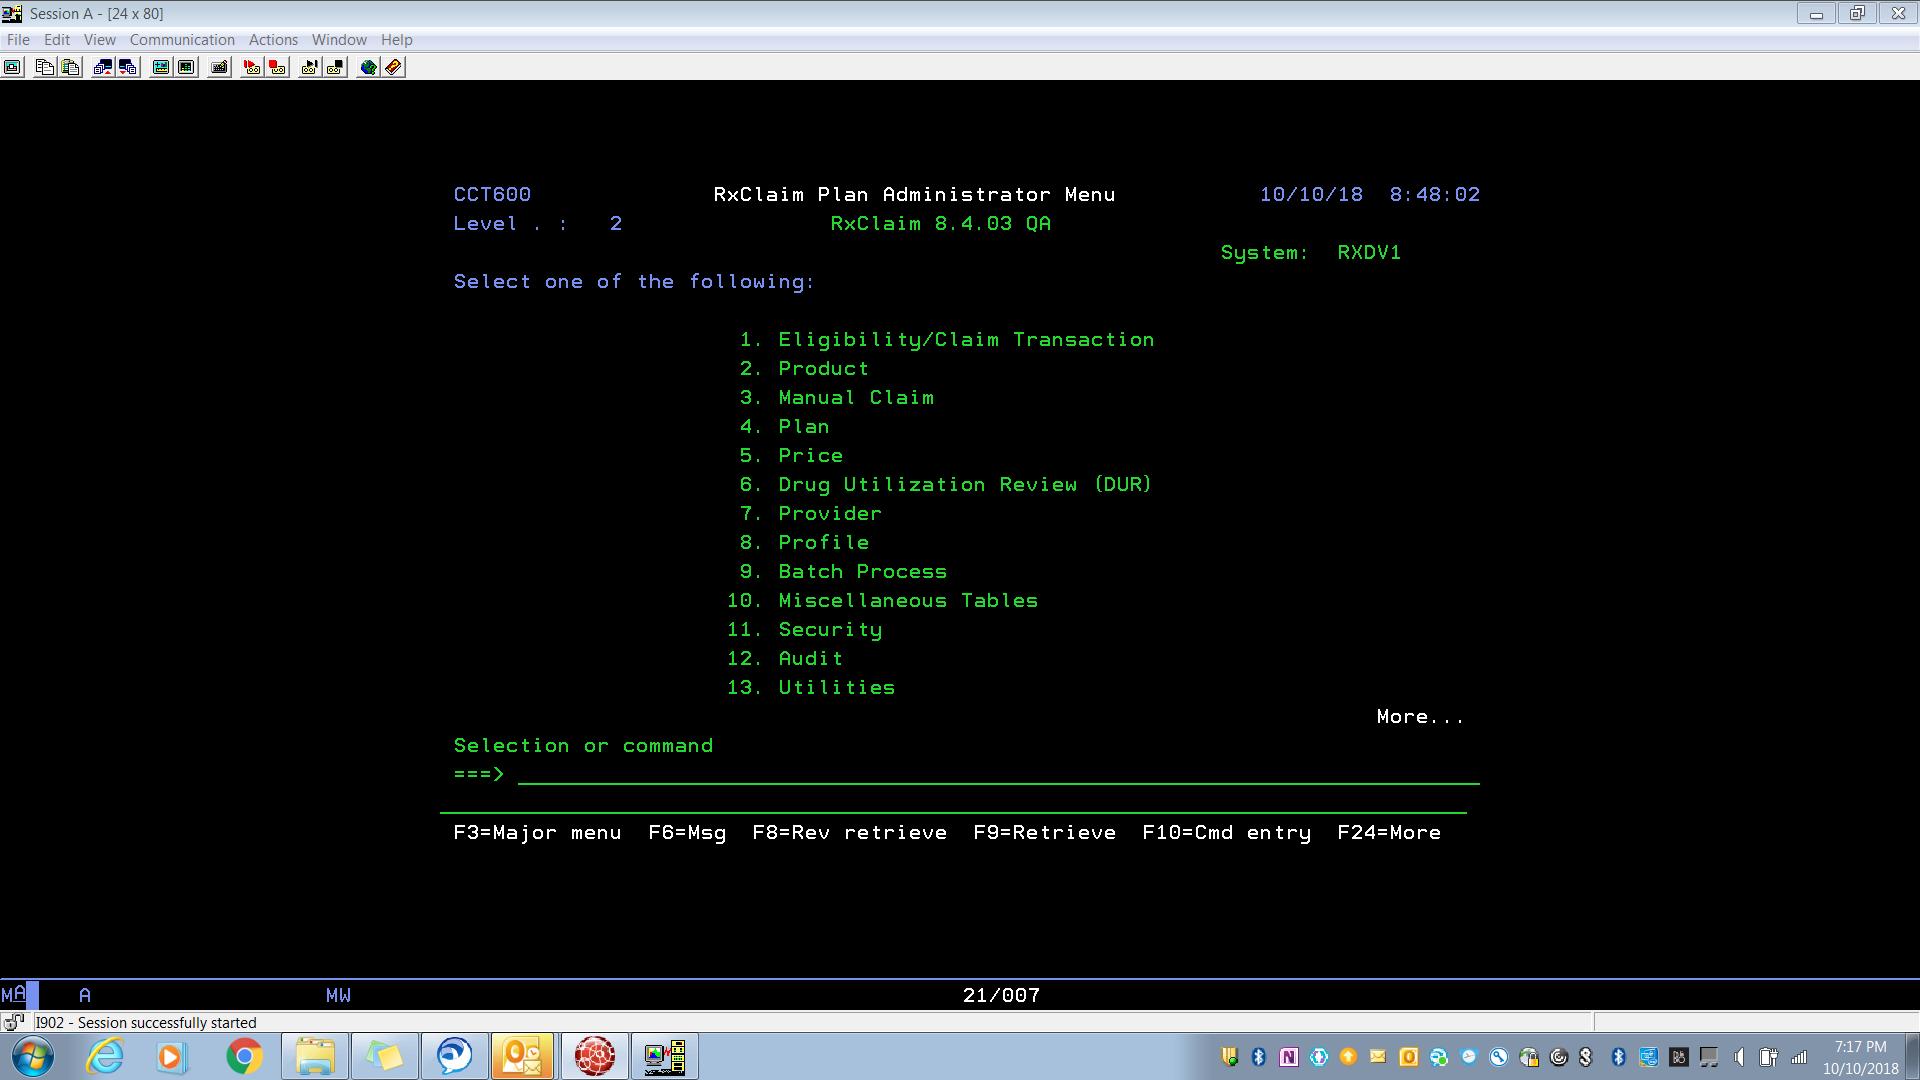 Session A - [24 x 80]
File Edit View Communication Actions Window Help
CCT600 RxClaim Plan Administrator Menu 10/10/18 8:48:02
Level . : 2 RxClaim 8.4.03 QA
System: RXDV1
Select one of the following:
1. Eligibility/Claim Transaction
2. Product
3. Manual Claim
4. Plan
5. Price
6. Drug Utilization Review (DUR)
7. Provider
8. Profile
9. Batch Process
10. Miscellaneous Tables
11. Security
12. Audit
13. Utilities
More...
Selection or command
===>
F3=Major menu F6=Msg F8=Rev retrieve F9=Retrieve F10=Cmd entry F24=More
MA A MW 21/007
I902 - Session successfully started
7:17 PM
10/10/2018